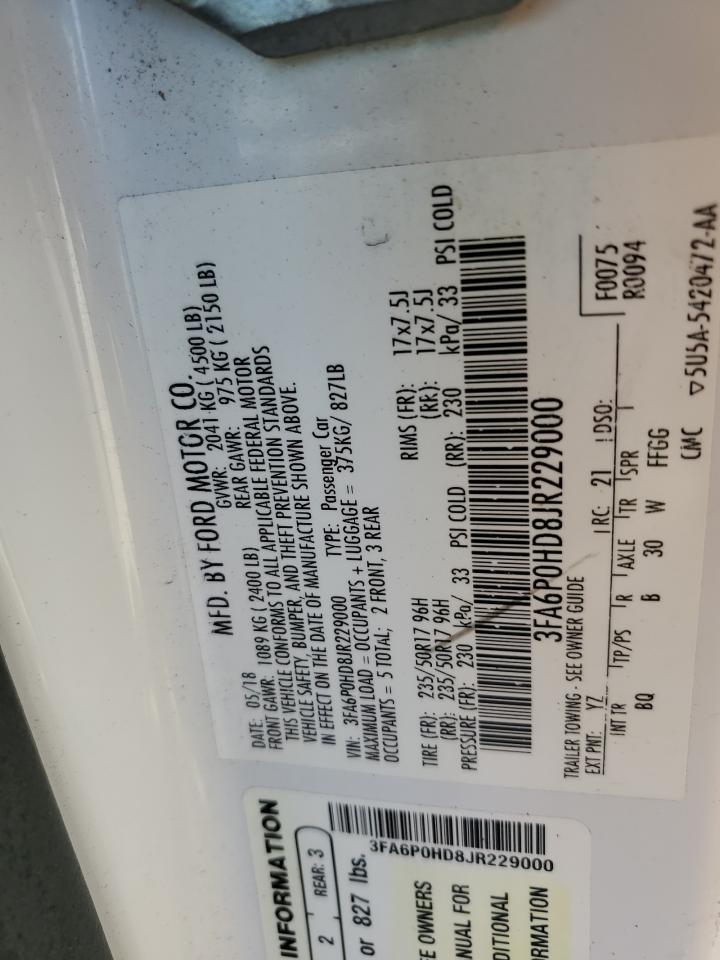 MFD. BY FORD MOTOR CO.
DATE: 05/18 GVWR: 2041 KG ( 4500 LB)
FRONT GAWR: 1089 KG ( 2400 LB) REAR GAWR: 975 KG ( 2150 LB)
THIS VEHICLE CONFORMS TO ALL APPLICABLE FEDERAL MOTOR
VEHICLE SAFETY, BUMPER, AND THEFT PREVENTION STANDARDS
IN EFFECT ON THE DATE OF MANUFACTURE SHOWN ABOVE.
VIN: 3FA6P0HD8JR229000 TYPE: Passenger Car
MAXIMUM LOAD = OCCUPANTS + LUGGAGE = 375KG/ 827LB
OCCUPANTS = 5 TOTAL; 2 FRONT, 3 REAR
TIRE (FR): 235/50R17 96H RIMS (FR): 17x7.5J
(RR): 235/50R17 96H (RR): 17x7.5J
PRESSURE (FR): 230 kPa/ 33 PSI COLD (RR): 230 kPa/ 33 PSI COLD
3FA6P0HD8JR229000
TRAILER TOWING - SEE OWNER GUIDE
EXT PNT: YZ RC: 21 DSO: F0075
INT TR TP/PS R AXLE TR SPR R0094
BQ B 30 W FFGG
CMC ▽5U5A-5420472-AA
INFORMATION
2 REAR: 3
or 827 lbs.
3FA6P0HD8JR229000
E OWNERS
NUAL FOR
DITIONAL
RMATION